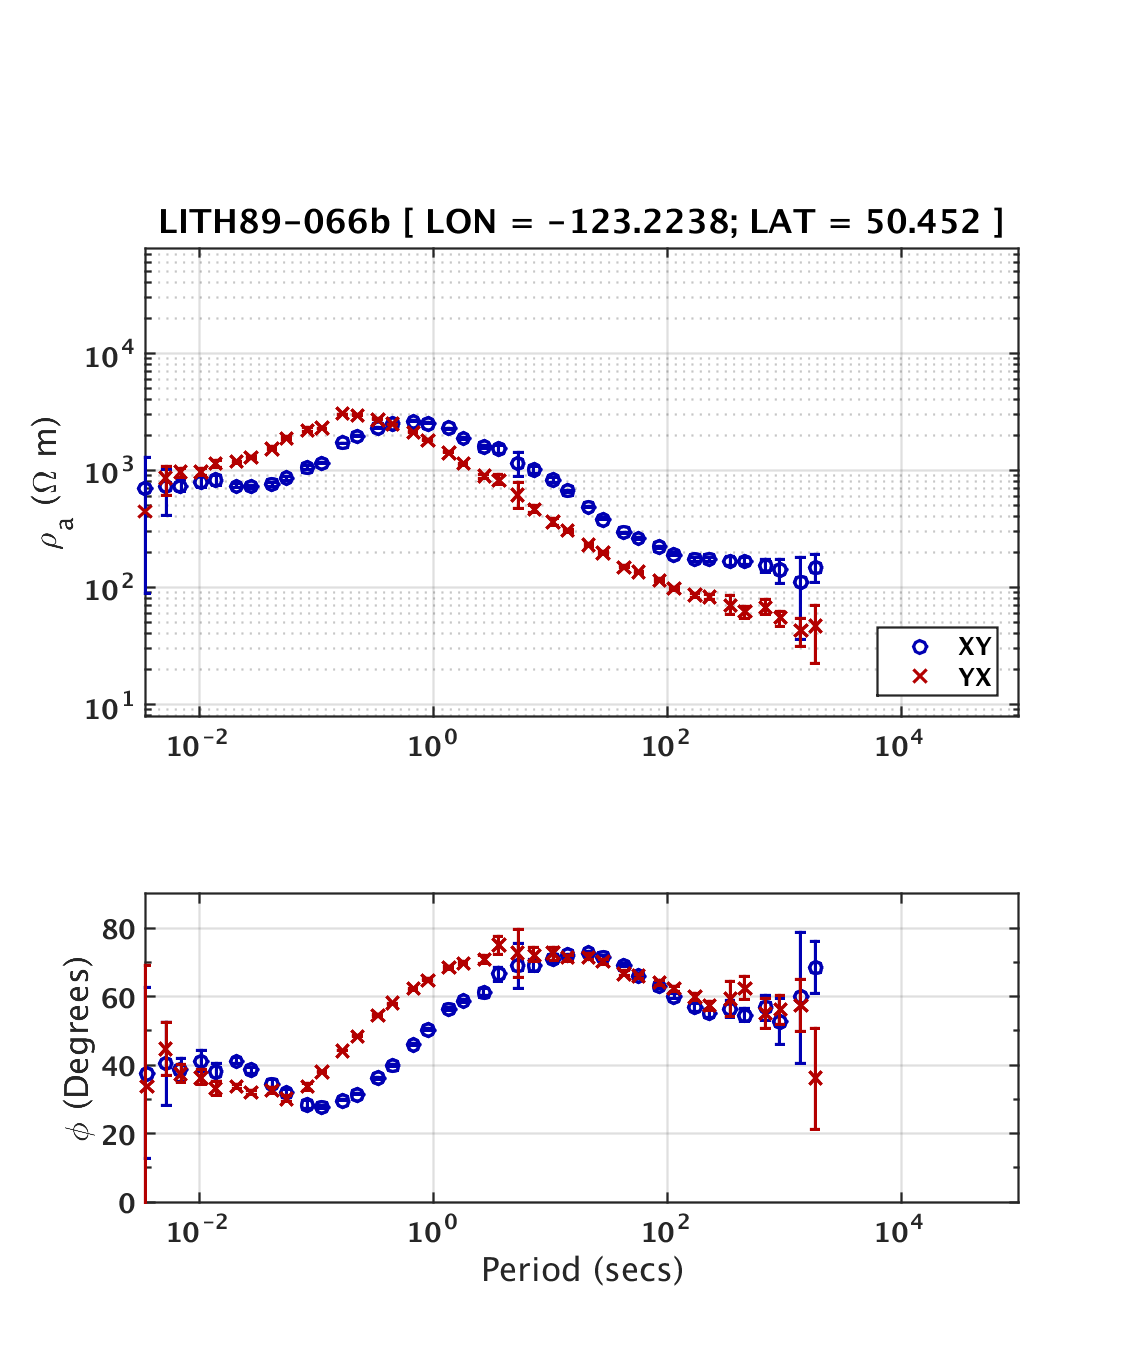 LITH89-066b [ LON = -123.2238; LAT = 50.452 ]
ρa (Ω m)
10^4
10^3
10^2
10^1
10^-2 10^0 10^2 10^4
XY
YX
ϕ (Degrees)
80
60
40
20
0
10^-2 10^0 10^2 10^4
Period (secs)